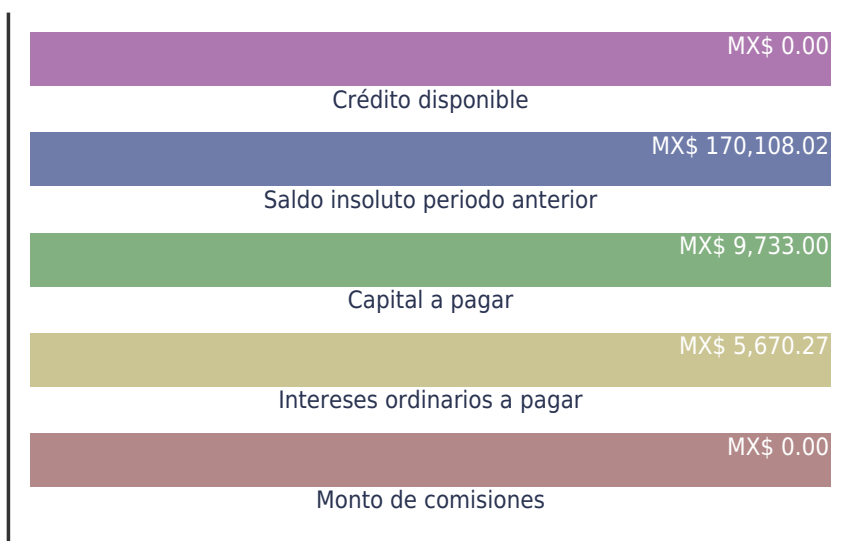 MX$ 0.00
Crédito disponible
MX$ 170,108.02
Saldo insoluto periodo anterior
MX$ 9,733.00
Capital a pagar
MX$ 5,670.27
Intereses ordinarios a pagar
MX$ 0.00
Monto de comisiones